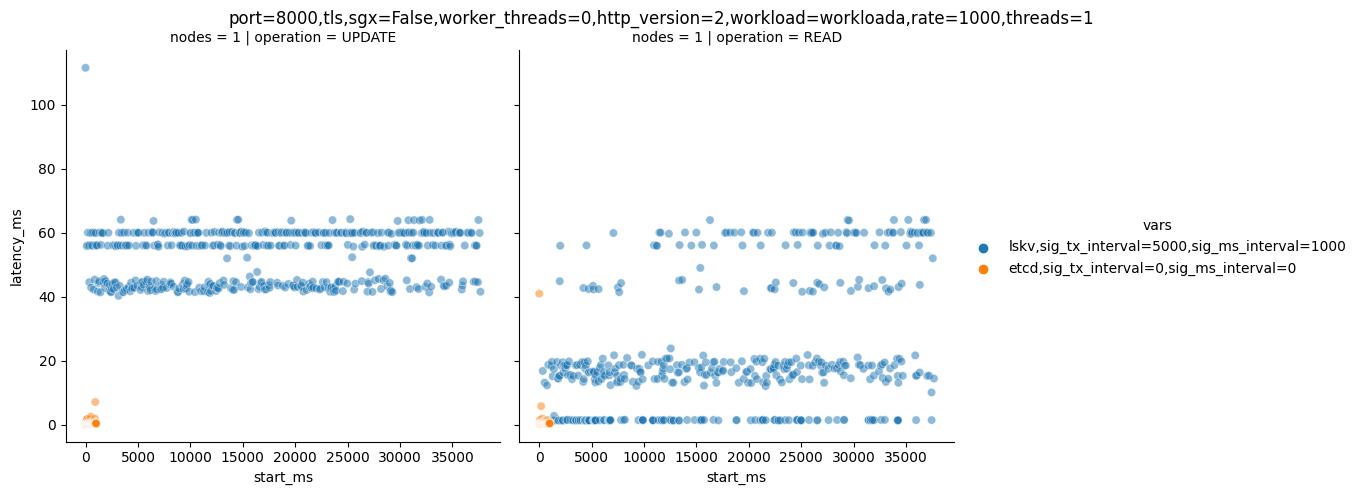 port=8000,tls,sgx=False,worker_threads=0,http_version=2,workload=workloada,rate=1000,threads=1
nodes = 1 | operation = UPDATE
nodes = 1 | operation = READ
latency_ms
100
80
60
40
20
0
0 5000 10000 15000 20000 25000 30000 35000
start_ms
0 5000 10000 15000 20000 25000 30000 35000
start_ms
vars
lskv,sig_tx_interval=5000,sig_ms_interval=1000
etcd,sig_tx_interval=0,sig_ms_interval=0